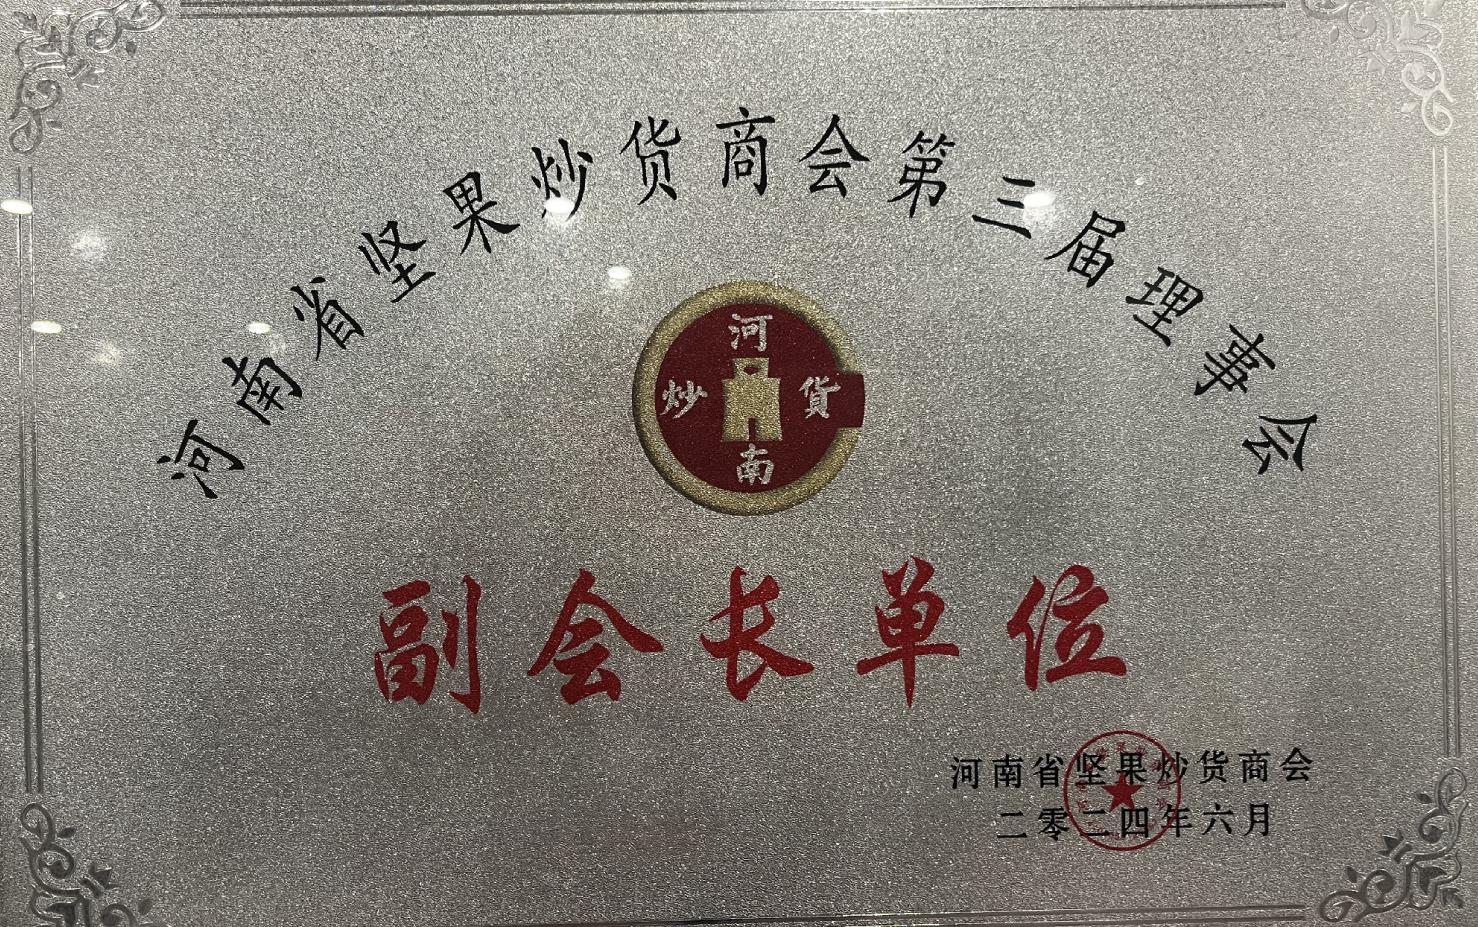 河南省坚果炒货商会第三届理事会
河
炒 貨
南
副会长单位
河南省坚果炒货商会
二零二四年六月